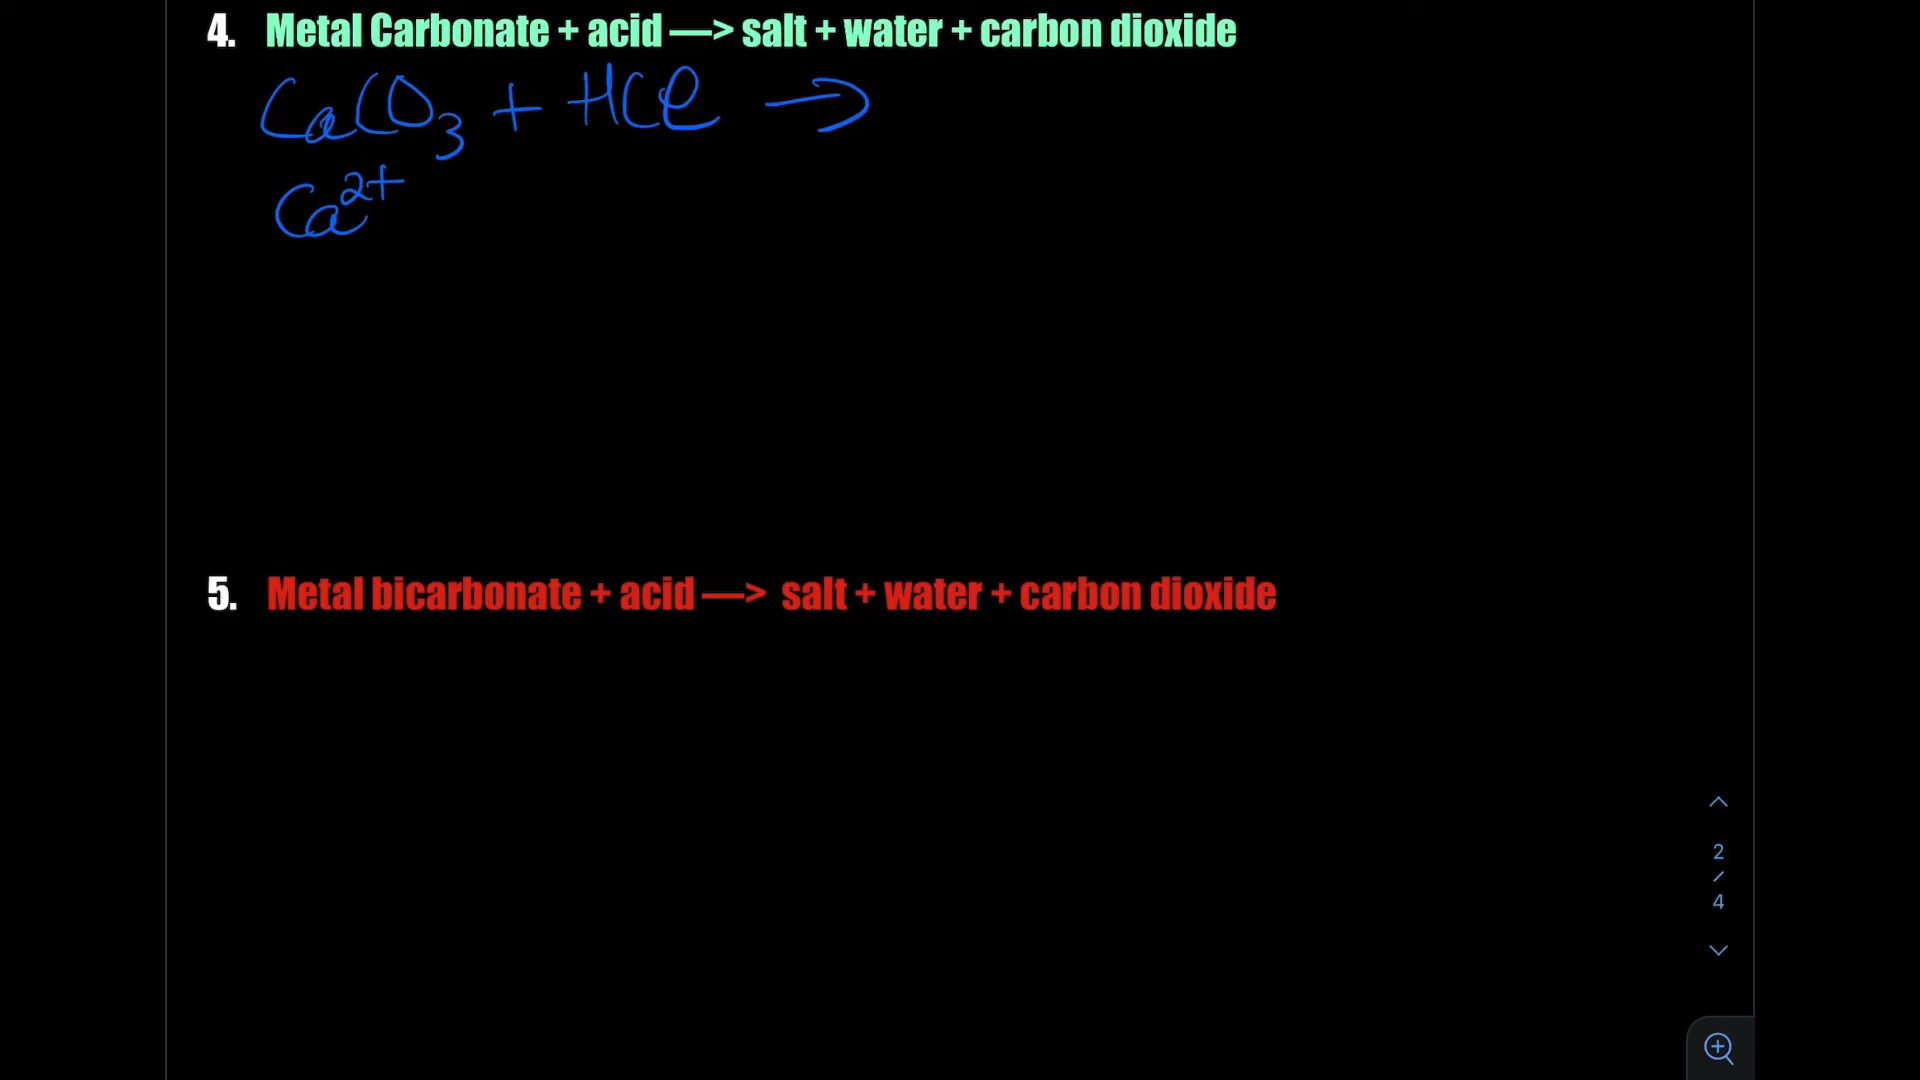 4. Metal Carbonate + acid —> salt + water + carbon dioxide
CaCO₃ + HCl →
Ca²⁺
5. Metal bicarbonate + acid —> salt + water + carbon dioxide
2
/
4